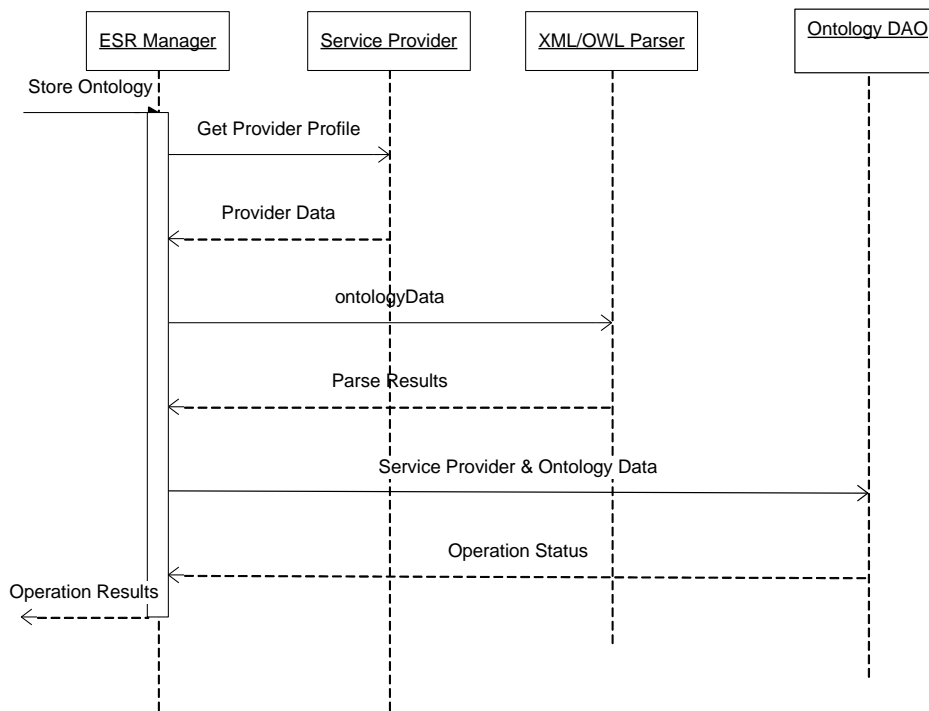 ESR Manager
Service Provider
XML/OWL Parser
Ontology DAO
Store Ontology
Get Provider Profile
Provider Data
ontologyData
Parse Results
Service Provider & Ontology Data
Operation Status
Operation Results